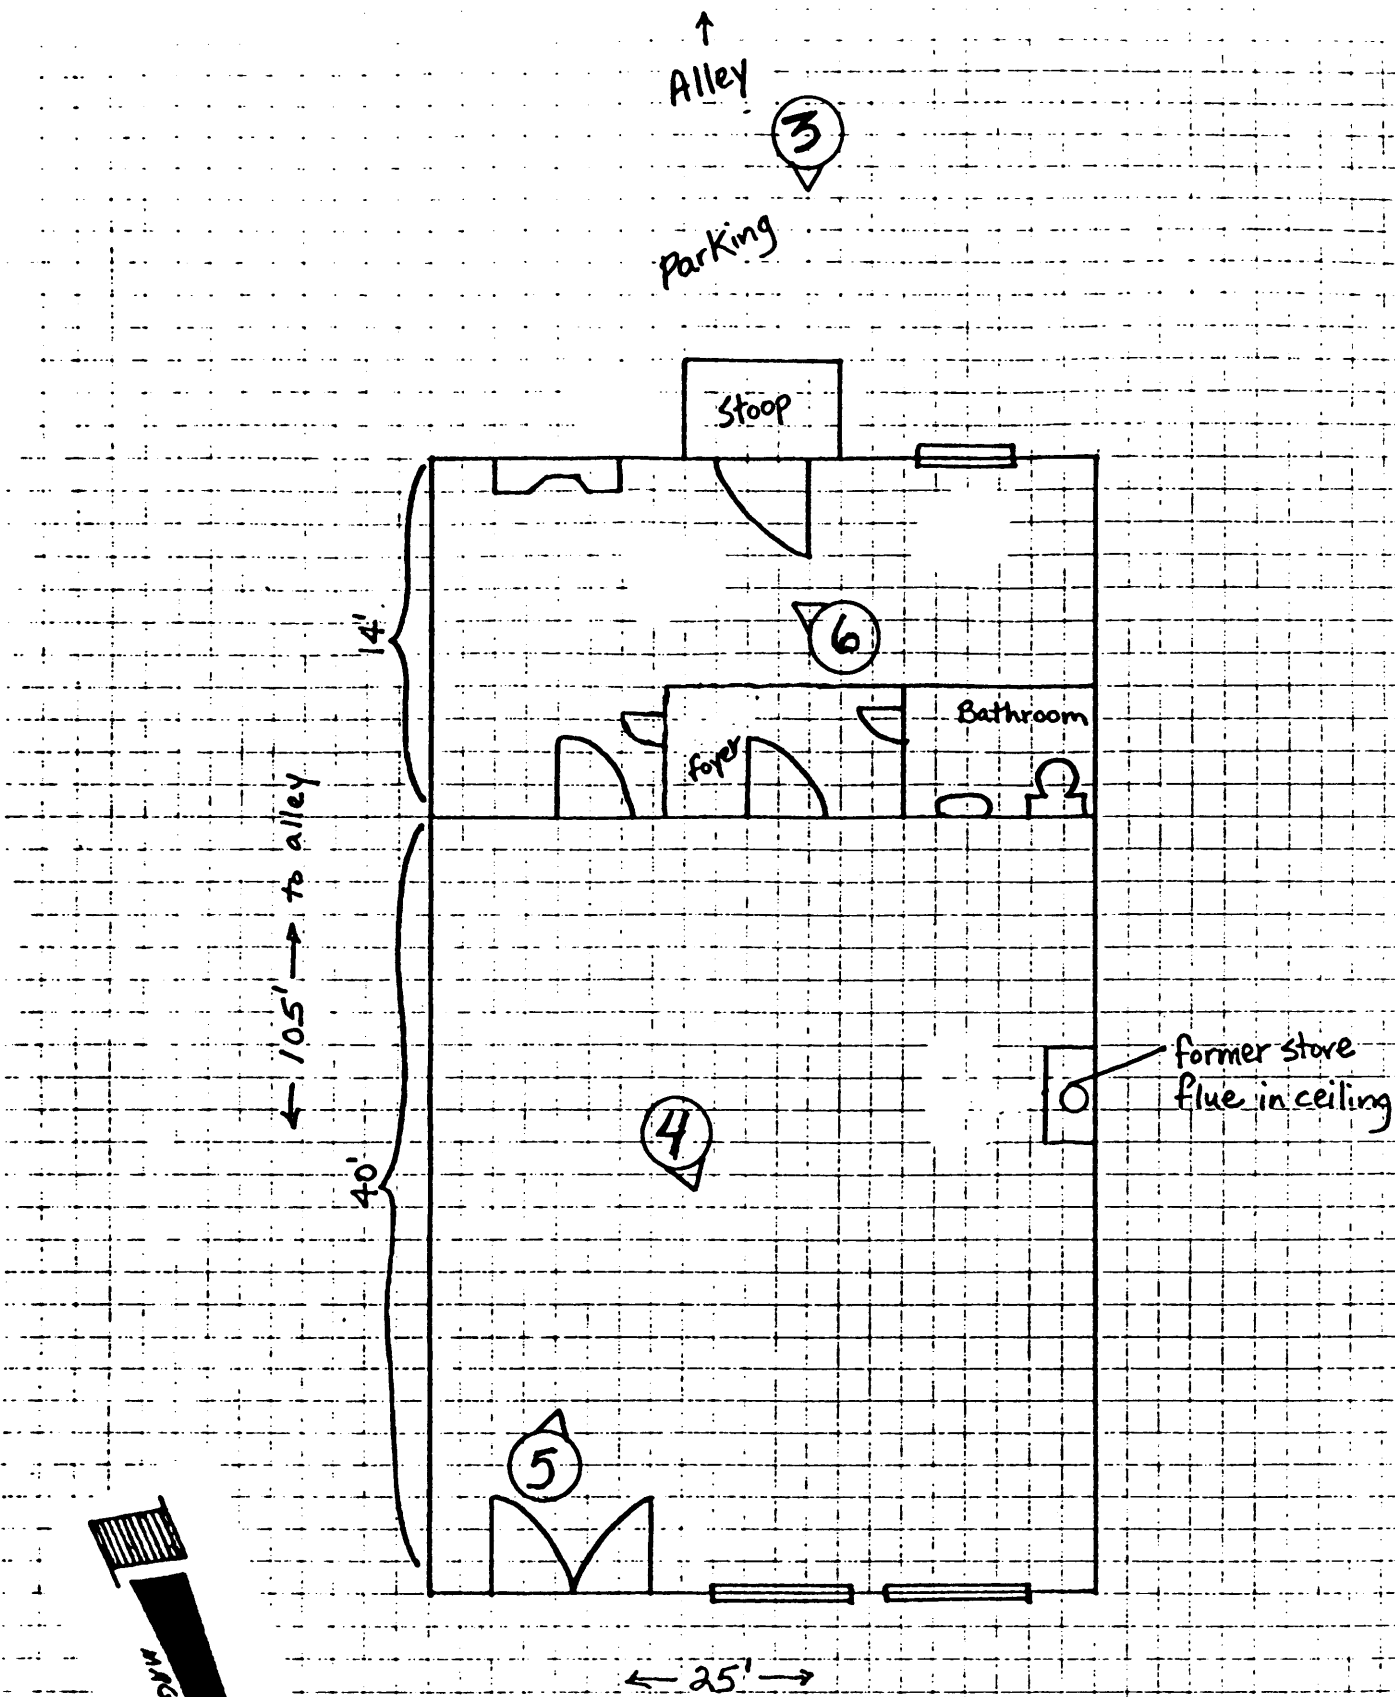 Alley
3
Parking
Stoop
14'
6
Bathroom
foyer
← 105' → to alley
former stove
flue in ceiling
4
40'
5
← 25' →